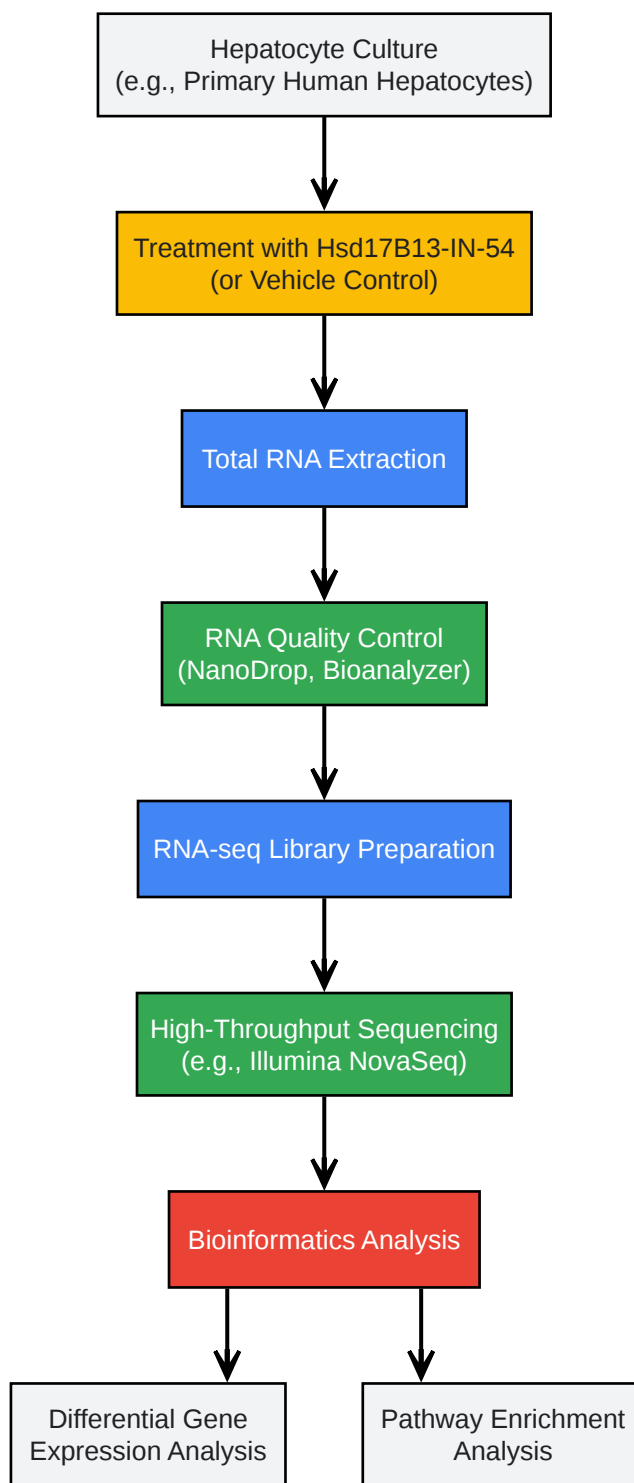 Hepatocyte Culture
(e.g., Primary Human Hepatocytes)
Treatment with Hsd17B13-IN-54
(or Vehicle Control)
Total RNA Extraction
RNA Quality Control
(NanoDrop, Bioanalyzer)
RNA-seq Library Preparation
High-Throughput Sequencing
(e.g., Illumina NovaSeq)
Bioinformatics Analysis
Differential Gene
Expression Analysis
Pathway Enrichment
Analysis